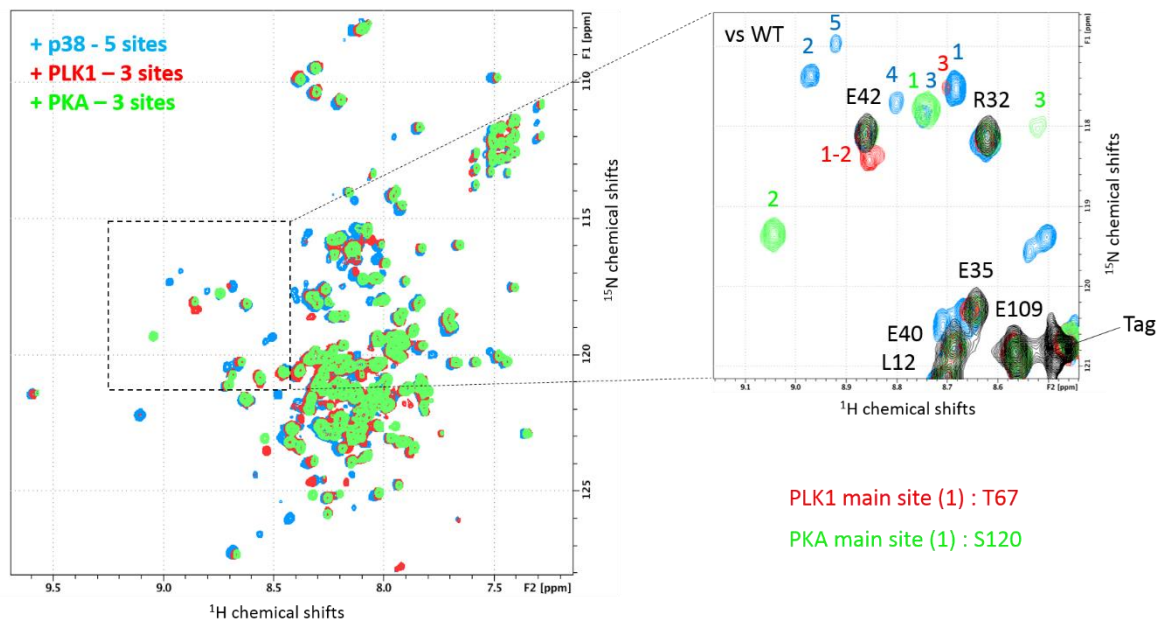 + p38 - 5 sites
+ PLK1 – 3 sites
+ PKA – 3 sites
F1 [ppm]
110
115
120
125
9.5
9.0
8.5
8.0
7.5
F2 [ppm]
¹H chemical shifts
¹⁵N chemical shifts
vs WT
2
5
4
1
3
3
1
E42
R32
3
1-2
2
E35
E40
E109
L12
Tag
F1 [ppm]
118
119
120
121
9.1
9.0
8.9
8.8
8.7
8.6
F2 [ppm]
¹H chemical shifts
¹⁵N chemical shifts
PLK1 main site (1) : T67
PKA main site (1) : S120